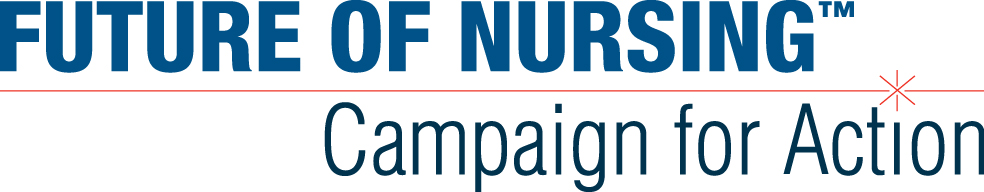 FUTURE OF NURSING™
Campaign for Action